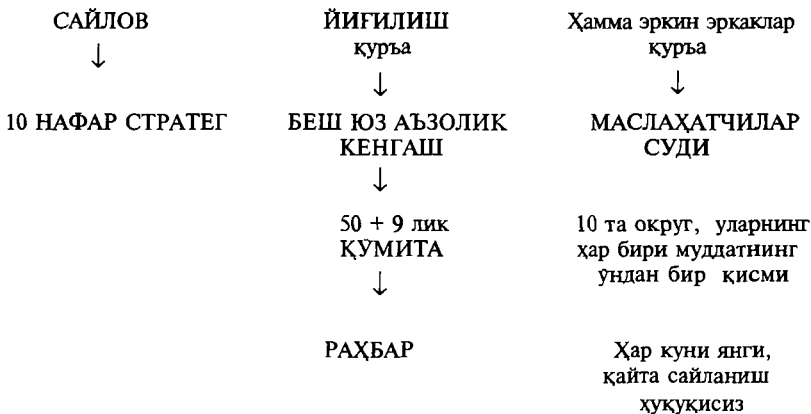 САЙЛОВ
ЙИҒИЛИШ
қуръа
Ҳамма эркин эркаклар
қуръа
↓
↓
↓
10 НАФАР СТРАТЕГ
БЕШ ЮЗ АЪЗОЛИК
КЕНГАШ
МАСЛАҲАТЧИЛАР
СУДИ
↓
50 + 9 лик
ҚЎМИТА
10 та округ, уларнинг
ҳар бири муддатнинг
ўндан бир қисми
↓
РАҲБАР
Ҳар куни янги,
қайта сайланиш
ҳуқуқисиз